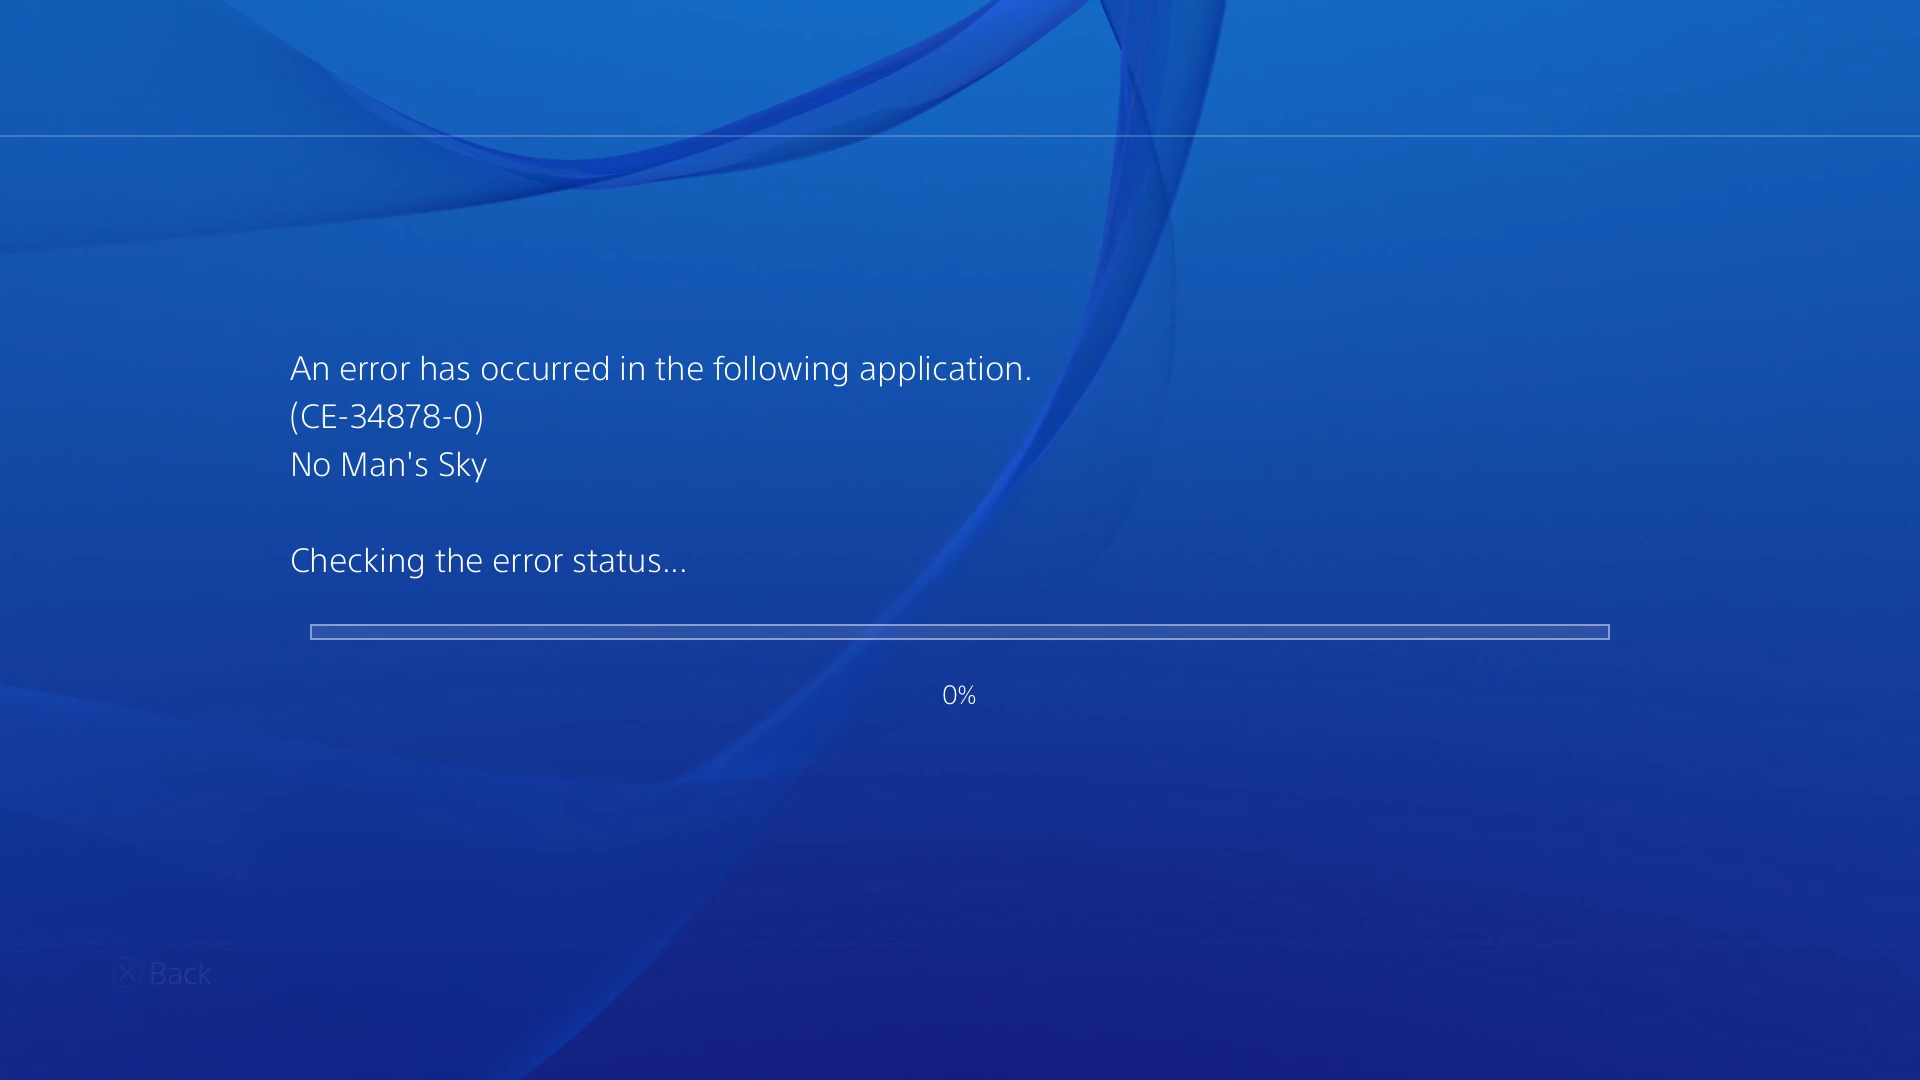 An error has occurred in the following application.
(CE-34878-0)
No Man's Sky
Checking the error status...
0%
Back